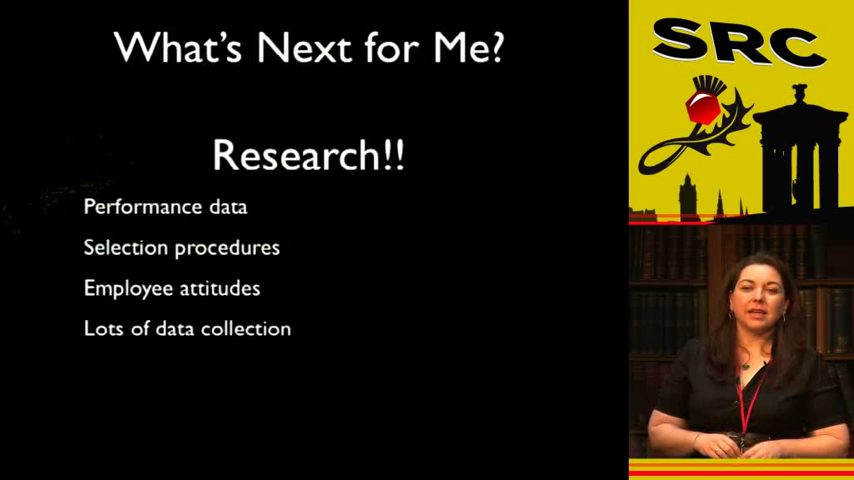 What's Next for Me?
Research!!
Performance data
Selection procedures
Employee attitudes
Lots of data collection
SRC